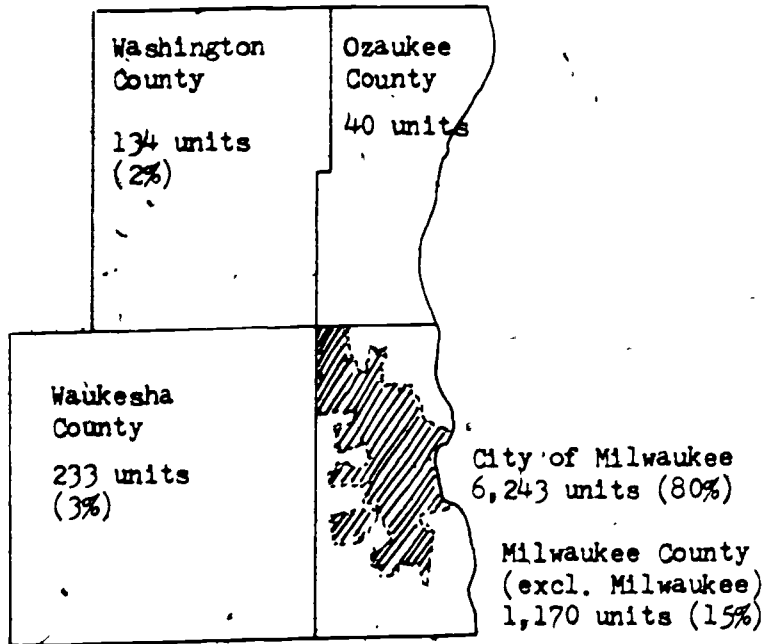 Washington
County
134 units
(2%)
Ozaukee
County
40 units
Waukesha
County
233 units
(3%)
City of Milwaukee
6,243 units (80%)
Milwaukee County
(excl. Milwaukee)
1,170 units (15%)